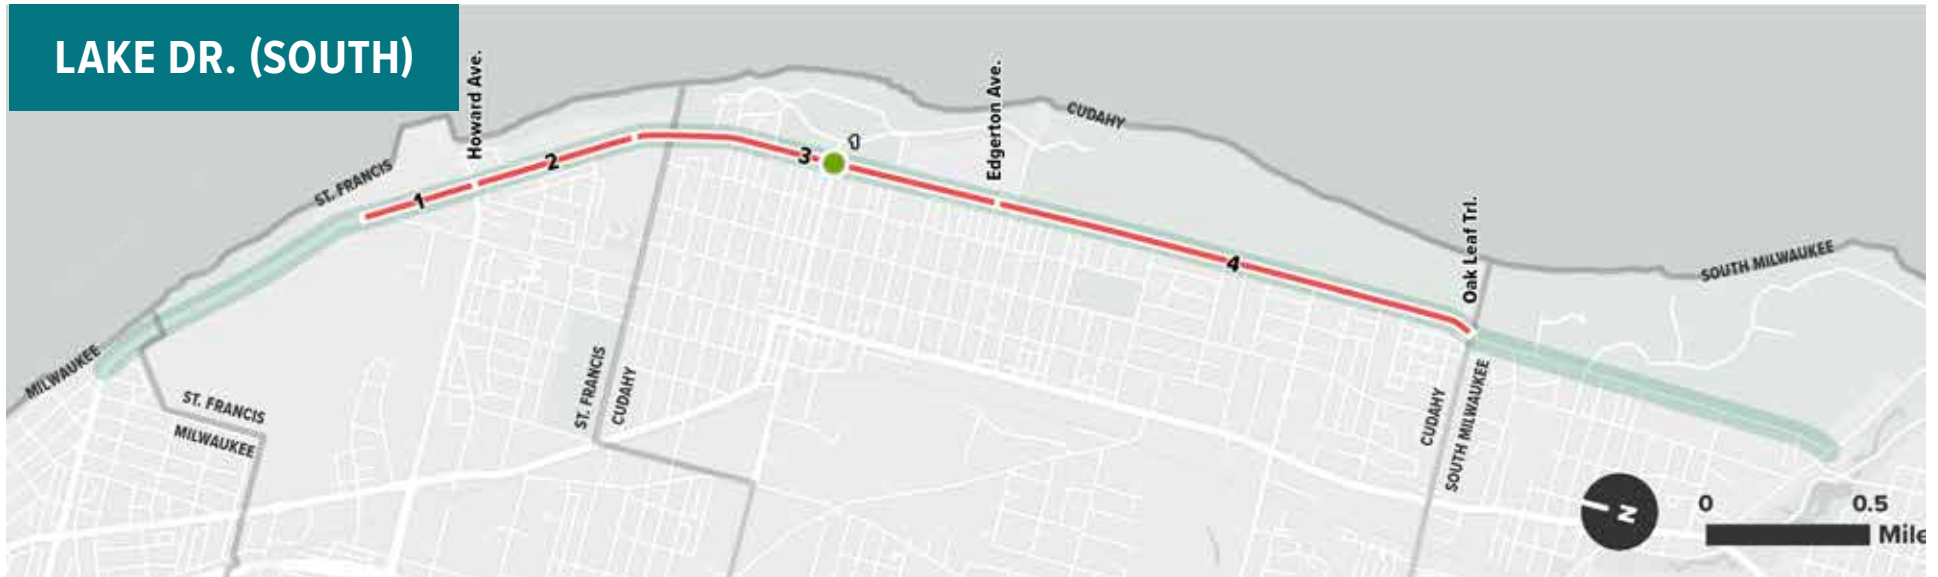 LAKE DR. (SOUTH)
Howard Ave.
Edgerton Ave.
CUDAHY
ST. FRANCIS
1
2
3
4
Oak Leaf Trl.
SOUTH MILWAUKEE
MILWAUKEE
ST. FRANCIS
MILWAUKEE
ST. FRANCIS
CUDAHY
CUDAHY
SOUTH MILWAUKEE
N
0
0.5
Mile